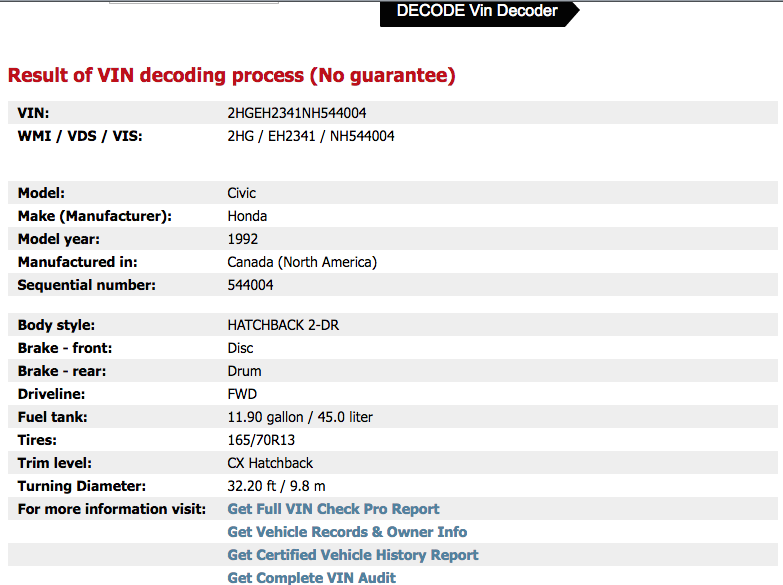 DECODE Vin Decoder
Result of VIN decoding process (No guarantee)
VIN: 2HGEH2341NH544004
WMI / VDS / VIS: 2HG / EH2341 / NH544004
Model: Civic
Make (Manufacturer): Honda
Model year: 1992
Manufactured in: Canada (North America)
Sequential number: 544004
Body style: HATCHBACK 2-DR
Brake - front: Disc
Brake - rear: Drum
Driveline: FWD
Fuel tank: 11.90 gallon / 45.0 liter
Tires: 165/70R13
Trim level: CX Hatchback
Turning Diameter: 32.20 ft / 9.8 m
For more information visit: Get Full VIN Check Pro Report
Get Vehicle Records & Owner Info
Get Certified Vehicle History Report
Get Complete VIN Audit